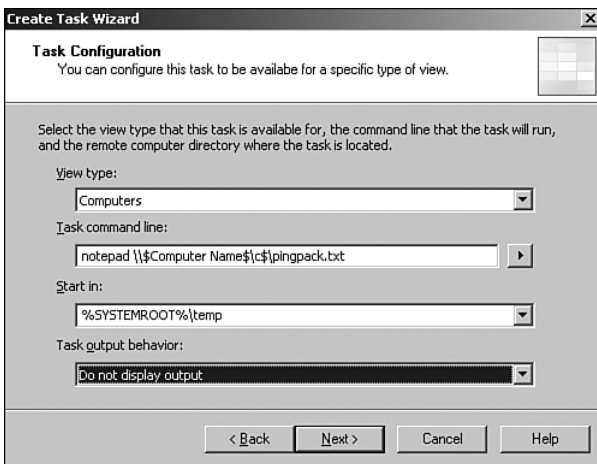 Create Task Wizard
Task Configuration
You can configure this task to be availabe for a specific type of view.
Select the view type that this task is available for, the command line that the task will run,
and the remote computer directory where the task is located.
View type:
Computers
Task command line:
notepad \\$Computer Name$\c$\pingpack.txt
Start in:
%SYSTEMROOT%\temp
Task output behavior:
Do not display output
< Back
Next >
Cancel
Help